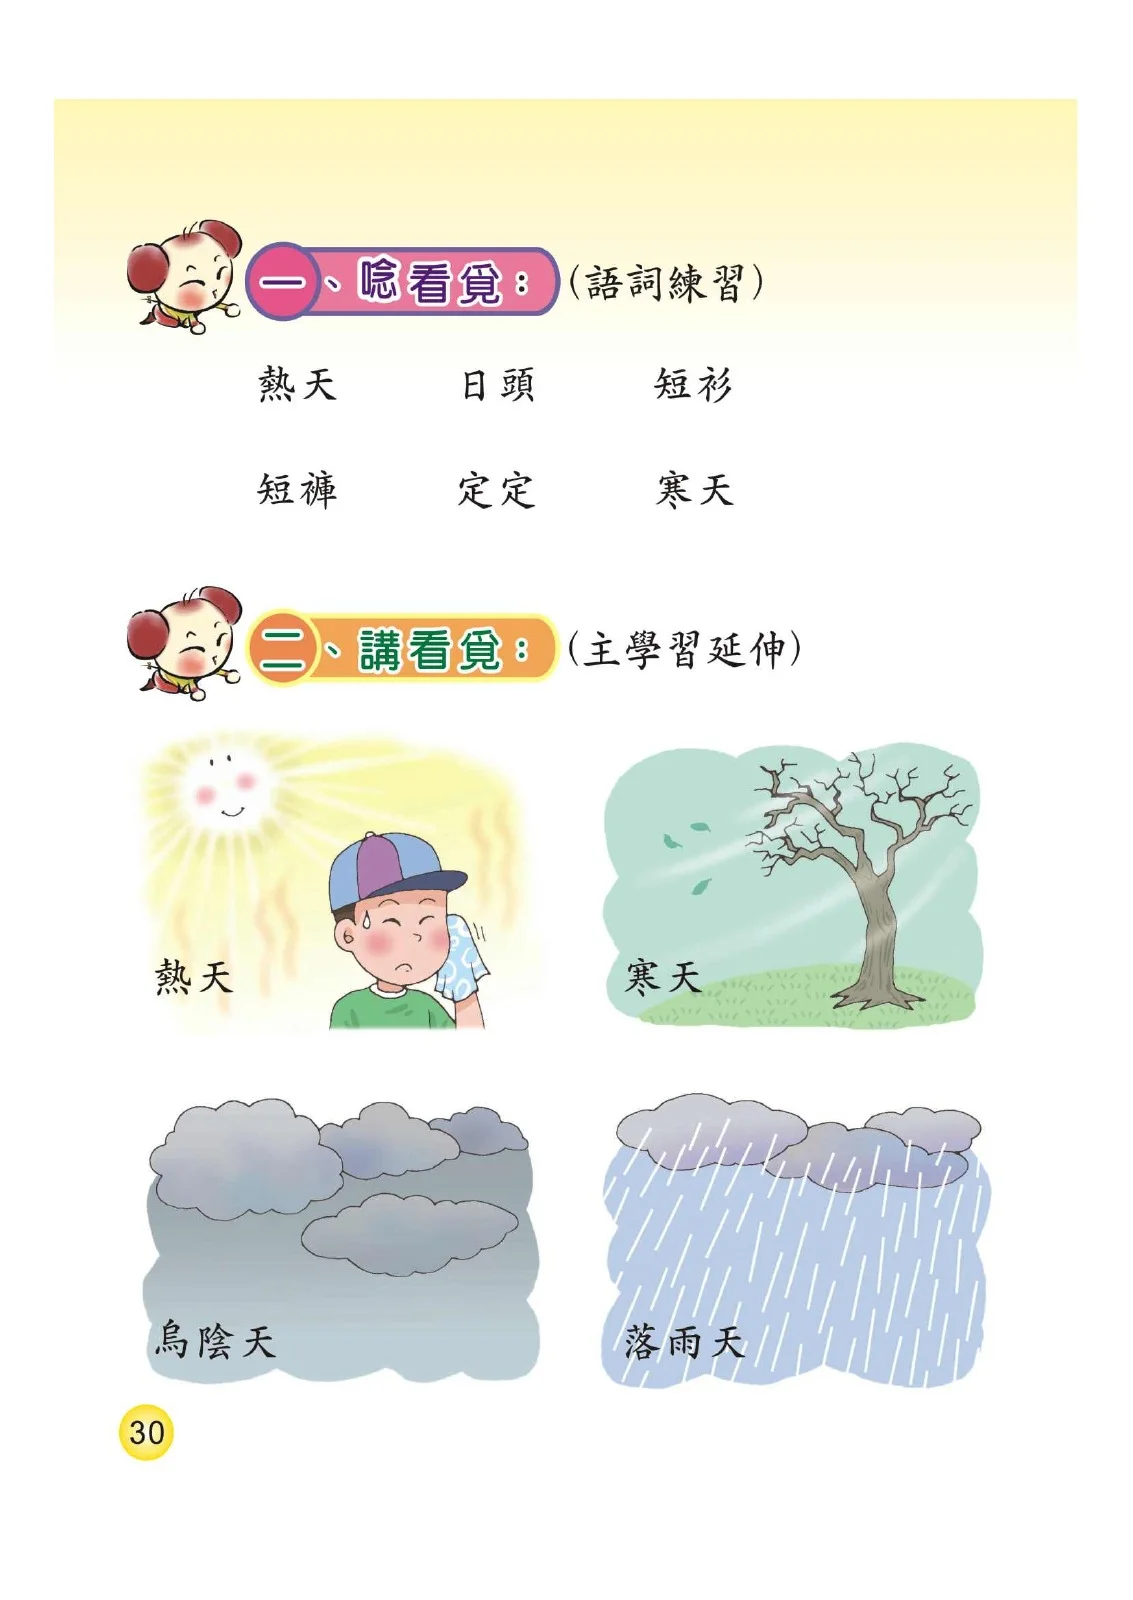 一、唸看覓：(語詞練習)
熱天 日頭 短衫
短褲 定定 寒天
二、講看覓：(主學習延伸)
熱天 寒天
烏陰天 落雨天
30